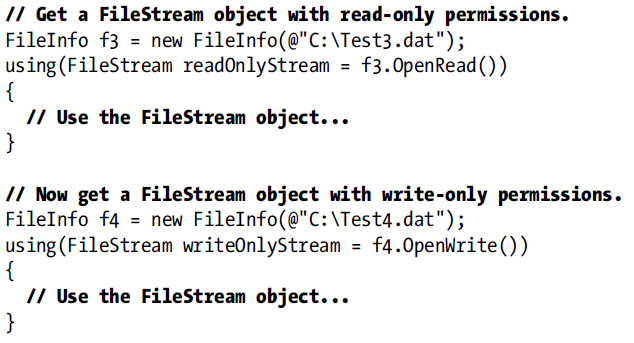 // Get a FileStream object with read-only permissions.
FileInfo f3 = new FileInfo(@"C:\Test3.dat");
using(FileStream readOnlyStream = f3.OpenRead())
{
  // Use the FileStream object...
}

// Now get a FileStream object with write-only permissions.
FileInfo f4 = new FileInfo(@"C:\Test4.dat");
using(FileStream writeOnlyStream = f4.OpenWrite())
{
  // Use the FileStream object...
}